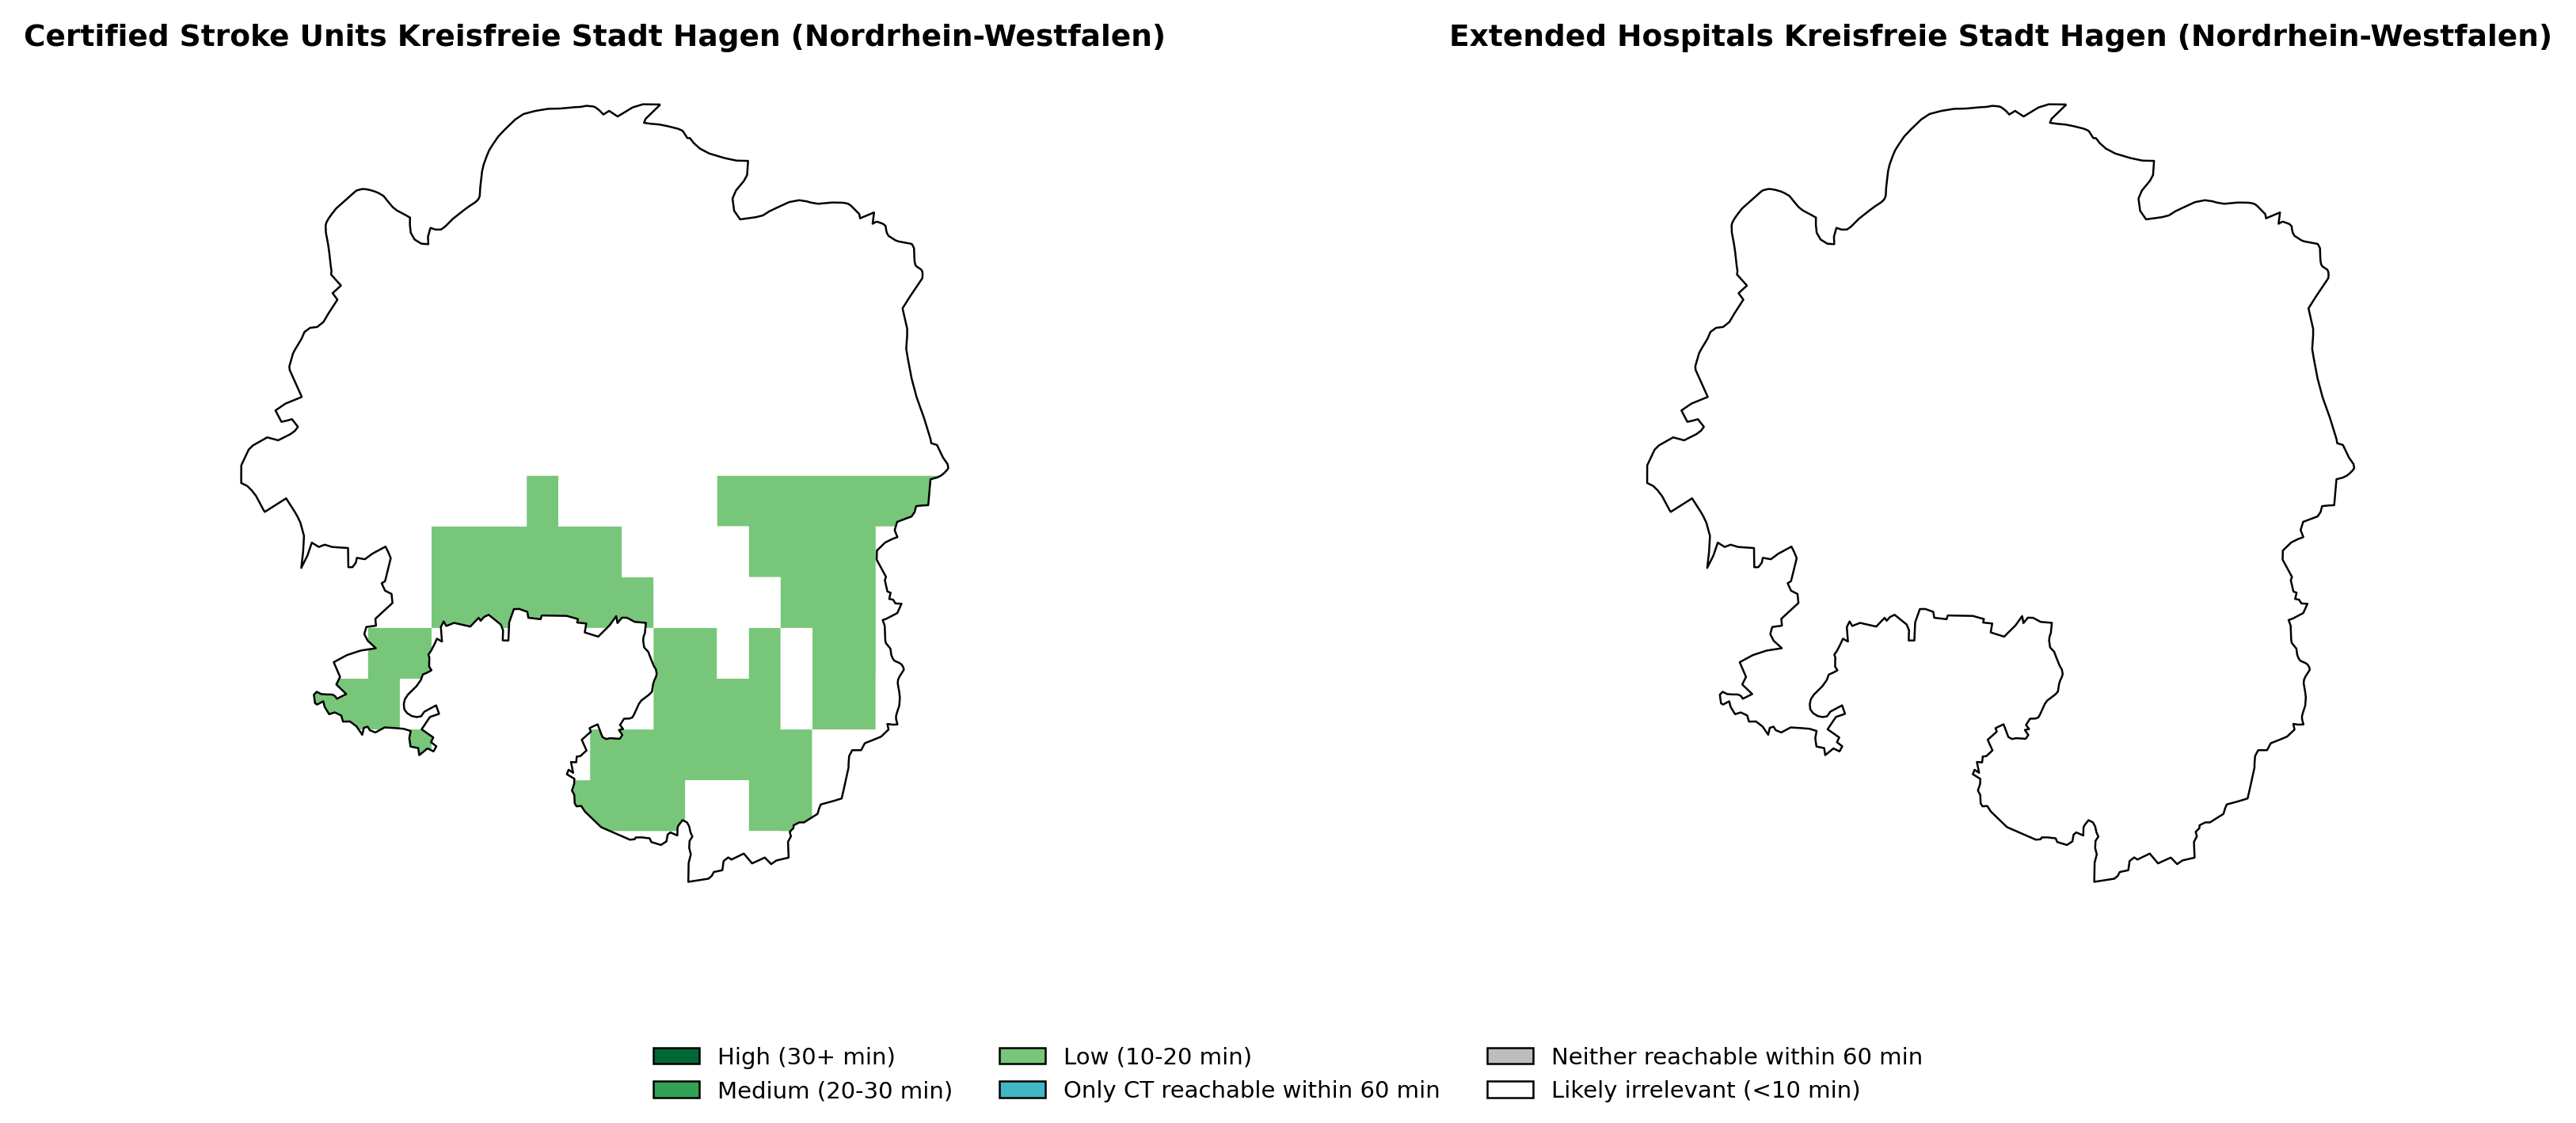 Certified Stroke Units Kreisfreie Stadt Hagen (Nordrhein-Westfalen)
Extended Hospitals Kreisfreie Stadt Hagen (Nordrhein-Westfalen)
High (30+ min)
Medium (20-30 min)
Low (10-20 min)
Only CT reachable within 60 min
Neither reachable within 60 min
Likely irrelevant (<10 min)